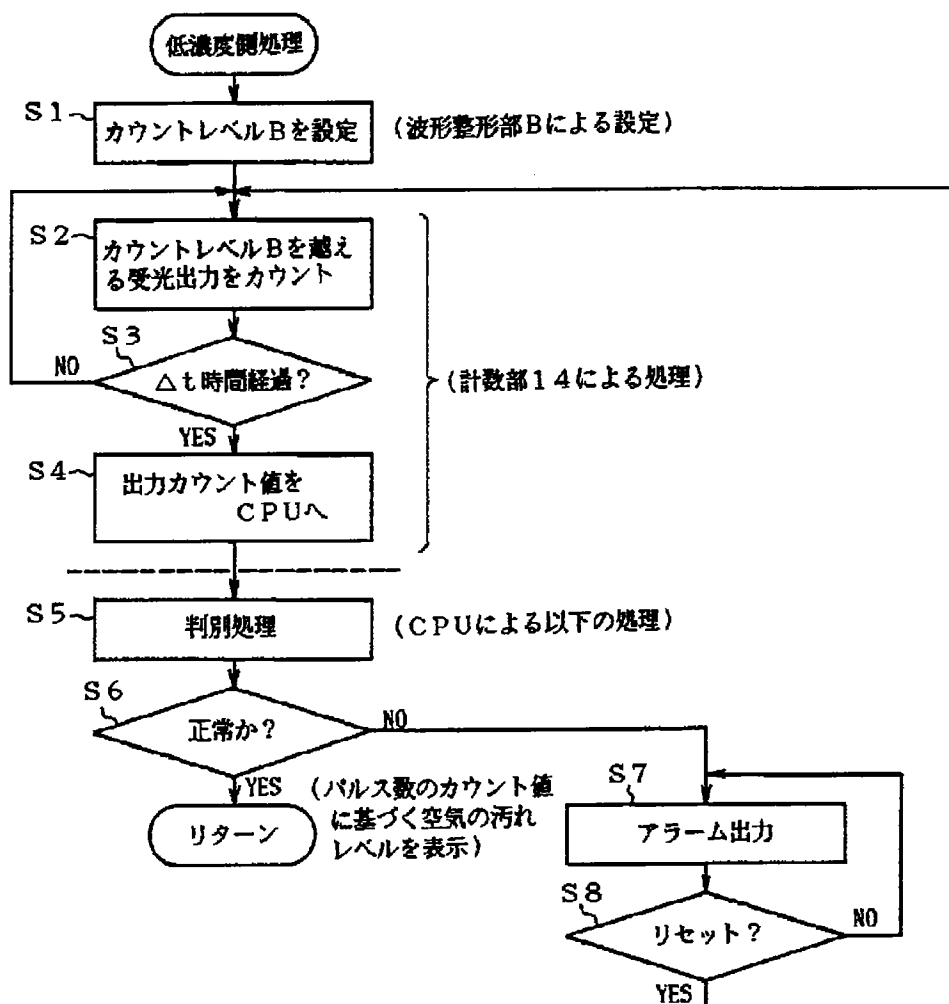 低濃度側処理
S1
カウントレベルBを設定
(波形整形部Bによる設定)
S2
カウントレベルBを越え
る受光出力をカウント
S3
NO
△t時間経過?
(計数部14による処理)
YES
S4
出力カウント値を
CPUへ
S5
判別処理
(CPUによる以下の処理)
S6
正常か?
NO
YES
(パルス数のカウント値
に基づく空気の汚れ
レベルを表示)
リターン
S7
アラーム出力
S8
リセット?
NO
YES